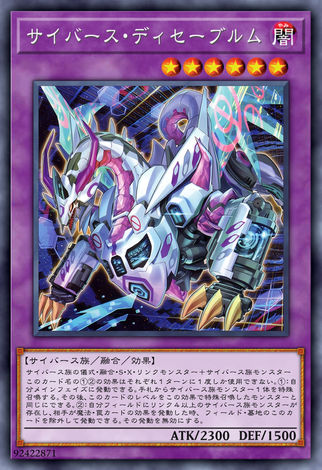 サイバース・ディセーブルム
闇
やみ
【サイバース族／融合／効果】
サイバース族の儀式・融合・S・X・リンクモンスター＋サイバース族モンスター
このカード名の①②の効果はそれぞれ1ターンに1度しか使用できない。①：自
分メインフェイズに発動できる。手札からサイバース族モンスター1体を特殊
召喚する。その後、このカードのレベルをこの効果で特殊召喚したモンスターと
同じにできる。②：自分フィールドにリンク4以上のサイバース族モンスターが
存在し、相手が魔法・罠カードの効果を発動した時、フィールド・墓地のこのカ
ードを除外して発動できる。その発動を無効にする。
ATK/2300 DEF/1500
92422871